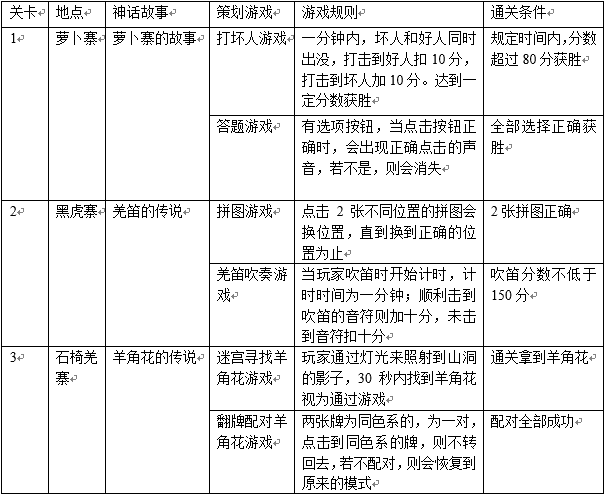 关卡 地点 神话故事 策划游戏 游戏规则 通关条件
1 萝卜寨 萝卜寨的故事 打坏人游戏 一分钟内，坏人和好人同时 规定时间内，分数
出没，打击到好人扣10分， 超过80分获胜
打击到坏人加10分。达到一
定分数获胜
答题游戏 有选项按钮，当点击按钮正 全部选择正确获
确时，会出现正确点击的声 胜
音，若不是，则会消失
2 黑虎寨 羌笛的传说 拼图游戏 点击 2 张不同位置的拼图会 2张拼图正确
换位置，直到换到正确的位
置为止
羌笛吹奏游 当玩家吹笛时开始计时，计 吹笛分数不低于
戏 时时间为一分钟；顺利击到 150分
吹笛的音符则加十分，未击
到音符扣十分
3 石椅羌 羊角花的传说 迷宫寻找羊 玩家通过灯光来照射到山洞 通关拿到羊角花
寨 角花游戏 的影子，30 秒内找到羊角花
视为通过游戏
翻牌配对羊 两张牌为同色系的，为一对， 配对全部成功
角花游戏 点击到同色系的牌，则不转
回去，若不配对，则会恢复到
原来的模式